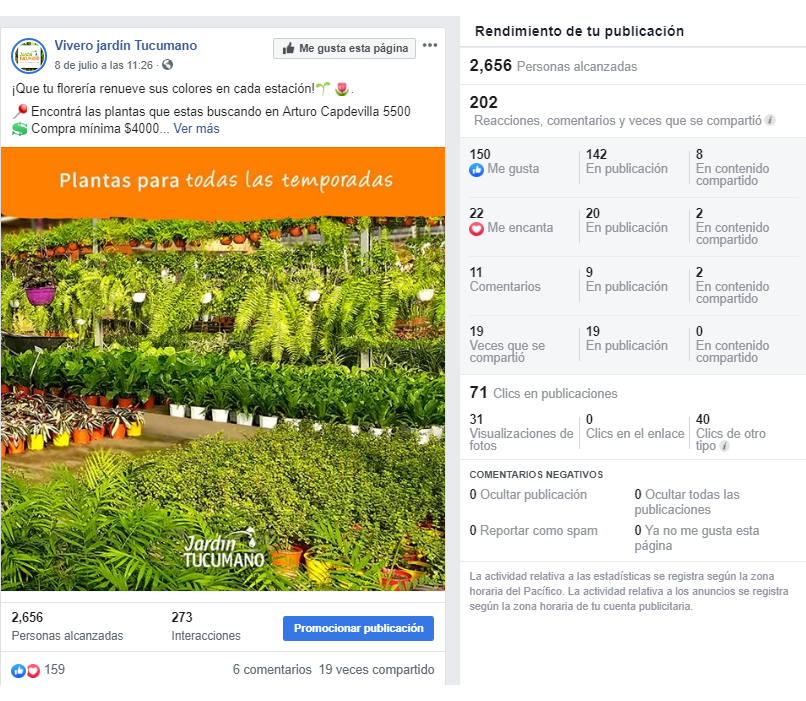 Vivero jardín Tucumano
8 de julio a las 11:26 ·
Me gusta esta página
¡Que tu florería renueve sus colores en cada estación! .
Encontrá las plantas que estas buscando en Arturo Capdevilla 5500
Compra mínima $4000... Ver más
Plantas para todas las temporadas
Jardín
TUCUMANO
2,656
Personas alcanzadas
273
Interacciones
Promocionar publicación
159
6 comentarios 19 veces compartido
Rendimiento de tu publicación
2,656 Personas alcanzadas
202
Reacciones, comentarios y veces que se compartió
150
Me gusta
142
En publicación
8
En contenido
compartido
22
Me encanta
20
En publicación
2
En contenido
compartido
11
Comentarios
9
En publicación
2
En contenido
compartido
19
Veces que se
compartió
19
En publicación
0
En contenido
compartido
71 Clics en publicaciones
31
Visualizaciones de
fotos
0
Clics en el enlace
40
Clics de otro
tipo
COMENTARIOS NEGATIVOS
0 Ocultar publicación
0 Ocultar todas las
publicaciones
0 Reportar como spam
0 Ya no me gusta esta
página
La actividad relativa a las estadísticas se registra según la zona
horaria del Pacífico. La actividad relativa a los anuncios se registra
según la zona horaria de tu cuenta publicitaria.